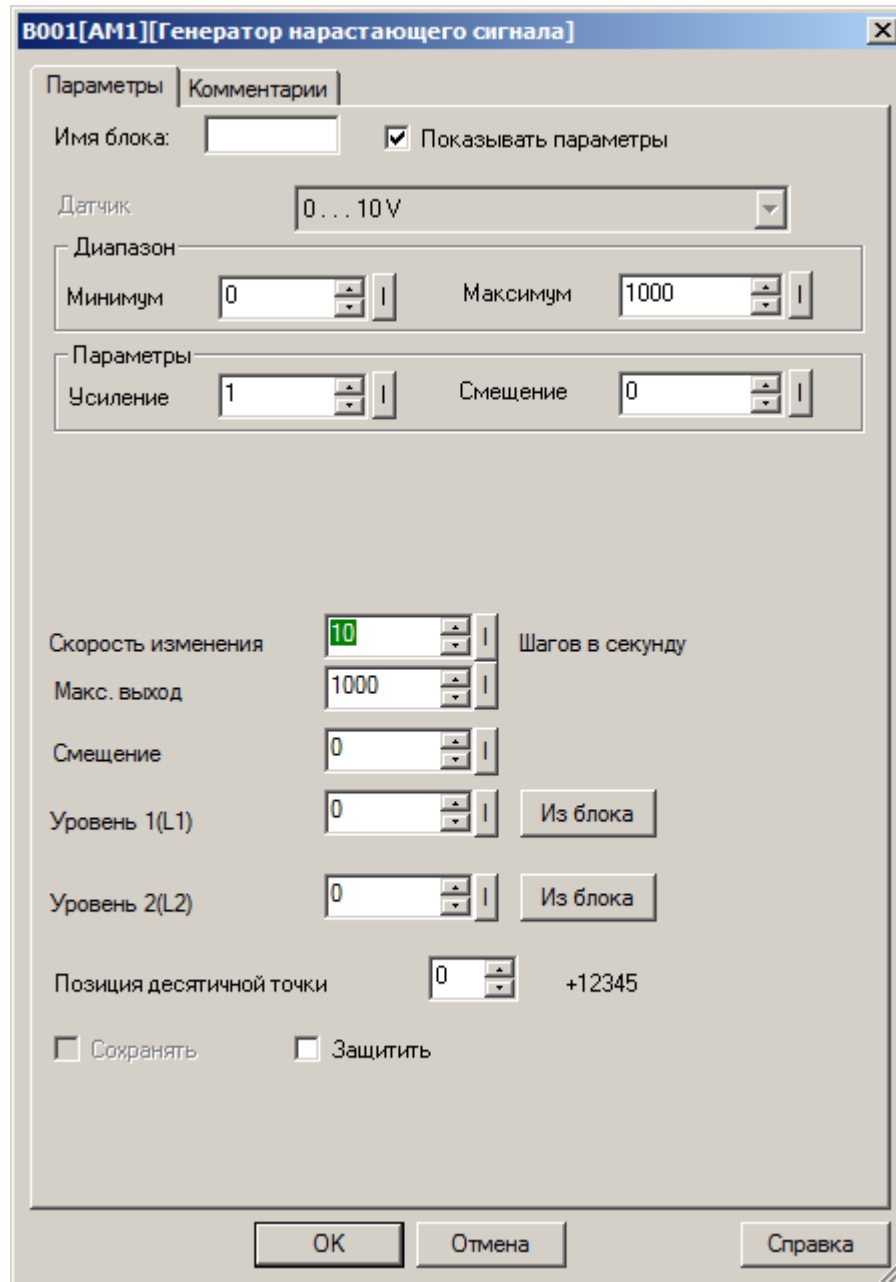 B001[AM1][Генератор нарастающего сигнала]
Параметры Комментарии
Имя блока: Показывать параметры
Датчик 0...10V
Диапазон
Минимум 0 Максимум 1000
Параметры
Усиление 1 Смещение 0
Скорость изменения 10 Шагов в секунду
Макс. выход 1000
Смещение 0
Уровень 1(L1) 0 Из блока
Уровень 2(L2) 0 Из блока
Позиция десятичной точки 0 +12345
Сохранять Защитить
OK Отмена Справка